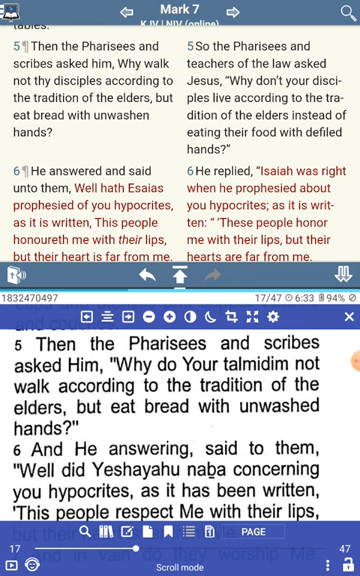 Mark 7
KJV | NIV (online)
tables.
5 ¶ Then the Pharisees and
scribes asked him, Why walk
not thy disciples according to
the tradition of the elders, but
eat bread with unwashen
hands?
6 ¶ He answered and said
unto them, Well hath Esaias
prophesied of you hypocrites,
as it is written, This people
honoureth me with their lips,
but their heart is far from me.
5 So the Pharisees and
teachers of the law asked
Jesus, “Why don’t your disci-
ples live according to the tra-
dition of the elders instead of
eating their food with defiled
hands?”
6 He replied, “Isaiah was right
when he prophesied about
you hypocrites; as it is writ-
ten: “ ‘These people honor
me with their lips, but their
hearts are far from me.
1832470497 17/47 6:33 94%
and couches.
5 Then the Pharisees and scribes
asked Him, "Why do Your talmidim not
walk according to the tradition of the
elders, but eat bread with unwashed
hands?"
6 And He answering, said to them,
"Well did Yeshayahu naḇa concerning
you hypocrites, as it has been written,
'This people respect Me with their lips,
PAGE
17 47
Scroll mode